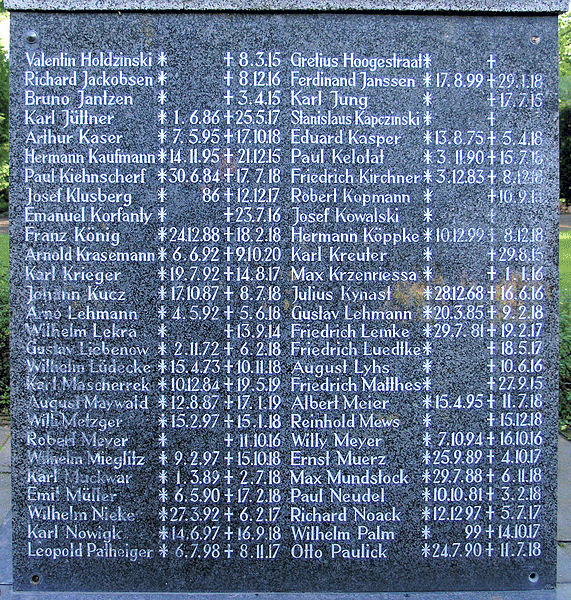 Valentin Holdzinski * † 8.3.15 Gretius Hoogestraat * †
Richard Jackobsen * † 8.12.16 Ferdinand Janssen * 17.8.99 † 29.1.18
Bruno Jantzen * † 3.4.15 Karl Jung * † 17.7.15
Karl Jüttner * 1.6.86 † 25.5.17 Stanislaus Kapczinski * †
Arthur Kaser * 7.5.95 † 17.10.18 Eduard Kasper * 13.8.75 † 5.4.18
Hermann Kaufmann * 14.11.95 † 21.12.15 Paul Kelolat * 3.11.90 † 15.7.18
Paul Kiehnscherf * 30.6.84 † 17.7.18 Friedrich Kirchner * 3.12.83 † 8.12.18
Josef Klusberg * 86 † 12.12.17 Robert Kopmann * † 10.9.15
Emanuel Korfanly * † 23.7.16 Josef Kowalski * †
Franz König * 24.12.88 † 18.2.18 Hermann Köppke * 10.12.99 † 8.12.18
Arnold Krasemann * 6.6.92 † 9.10.20 Karl Kreuter * † 29.8.15
Karl Krieger * 19.7.92 † 14.8.17 Max Krzenriessa * † 1.1.16
Johann Kucz * 17.10.87 † 8.7.18 Julius Kynast * 28.12.68 † 16.6.16
Arno Lehmann * 4.5.92 † 5.6.18 Gustav Lehmann * 20.3.85 † 9.2.18
Wilhelm Lekra * † 13.9.14 Friedrich Lemke * 29.7.81 † 19.2.17
Gustav Liebenow * 2.11.72 † 6.2.18 Friedrich Luedtke * † 18.5.17
Wilhelm Lüdecke * 15.4.73 † 10.11.18 August Lyhs * † 10.6.16
Karl Mascherrek * 10.12.84 † 19.5.19 Friedrich Matthes * † 27.9.15
August Maywald * 12.8.87 † 17.1.19 Albert Meier * 15.4.95 † 11.7.18
Willi Metzger * 15.2.97 † 15.1.18 Reinhold Mews * † 15.12.18
Robert Meyer * † 11.10.16 Willy Meyer * 7.10.94 † 16.10.16
Wilhelm Mieglitz * 9.2.97 † 15.10.18 Ernst Muerz * 25.9.89 † 4.10.17
Karl Muckwar * 1.3.89 † 2.7.18 Max Mundstock * 29.7.88 † 6.11.18
Emil Müller * 6.5.90 † 17.2.18 Paul Neudel * 10.10.81 † 3.2.18
Wilhelm Nieke * 27.3.92 † 6.2.17 Richard Noack * 12.12.97 † 5.7.17
Karl Nowigk * 14.6.97 † 16.9.18 Wilhelm Palm * 99 † 14.10.17
Leopold Patheiger * 6.7.98 † 8.11.17 Otto Paulick * 24.7.90 † 11.7.18